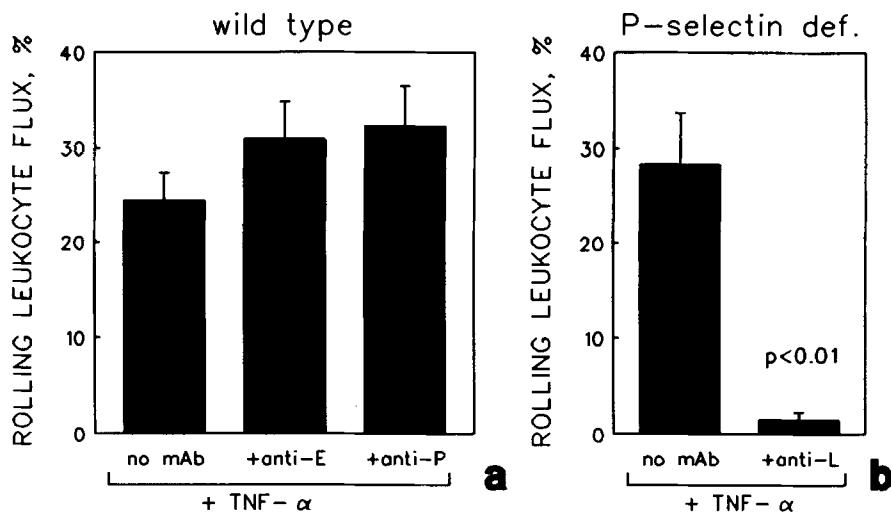 wild type
ROLLING LEUKOCYTE FLUX, %
40
30
20
10
0
no mAb +anti-E +anti-P
+ TNF- α
a
P-selectin def.
ROLLING LEUKOCYTE FLUX, %
40
30
20
10
0
p<0.01
no mAb +anti-L
+ TNF- α
b